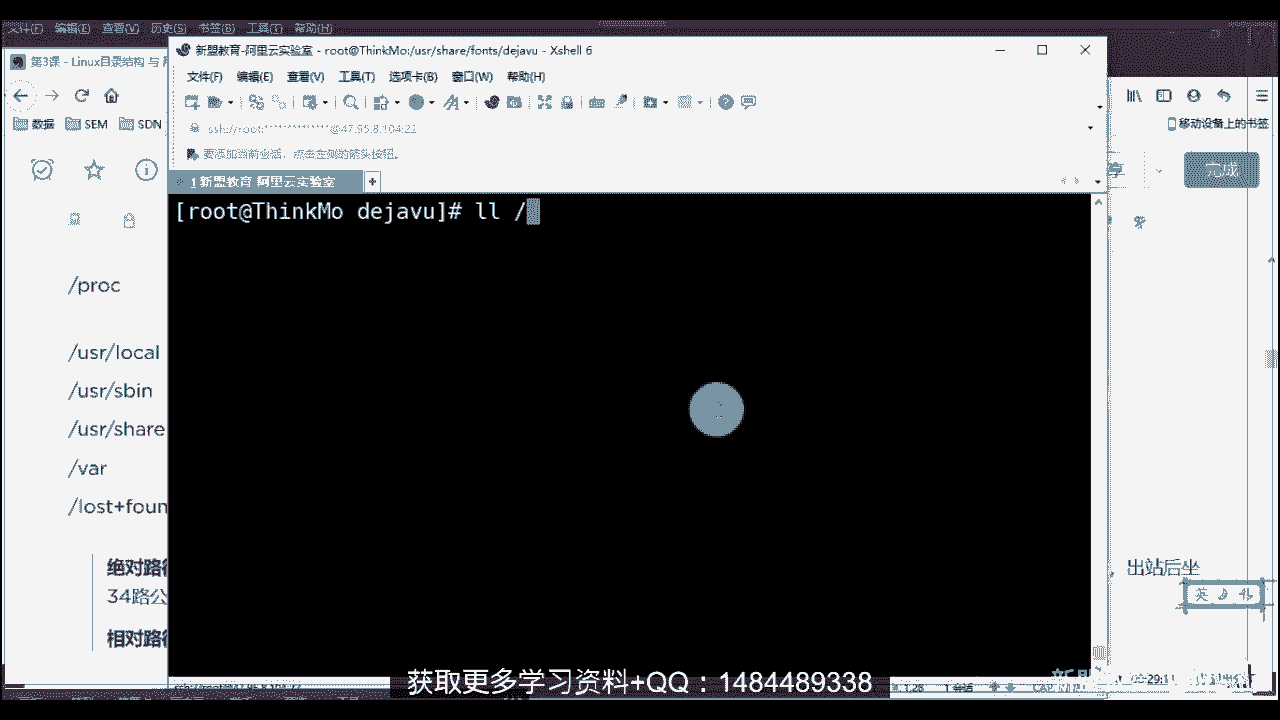 文件(F) 编辑(E) 查看(V) 历史(S) 书签(B) 工具(T) 帮助(H)
第3课 - Linux目录结构 与
新盟教育-阿里云实验室 - root@ThinkMo:/usr/share/fonts/dejavu - Xshell 6
文件(F) 编辑(E) 查看(V) 工具(T) 选项卡(B) 窗口(W) 帮助(H)
数据 SEM SDN
移动设备上的书签
ssh://root:**************@47.95.8.104:22
要添加当前会话，点击左侧的箭头按钮。
完成
1 新盟教育-阿里云实验室
[root@ThinkMo dejavu]# ll /
/proc
/usr/local
/usr/sbin
/usr/share
/var
/lost+foun
绝对路径
出站后坐
34路公
英
相对路径
获取更多学习资料+QQ：1484489338